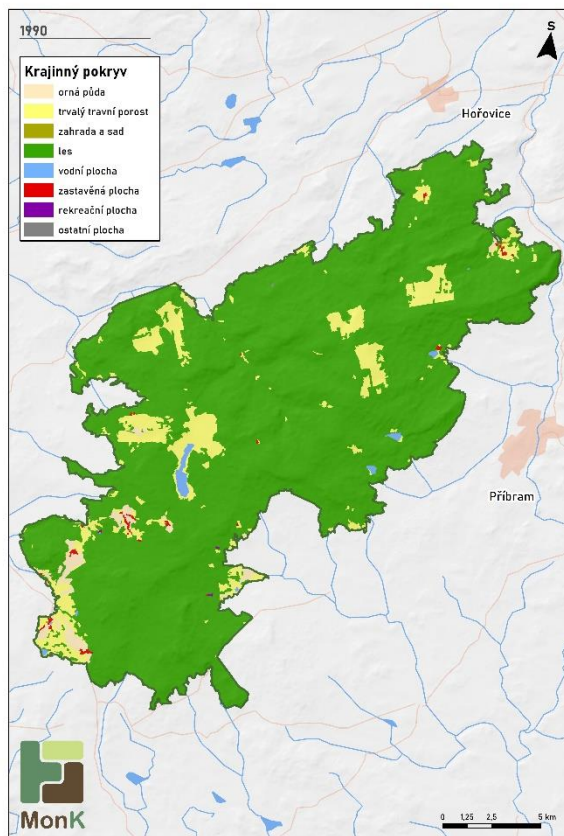 1990
S
Krajinný pokryv
orná půda
trvalý travní porost
zahrada a sad
les
vodní plocha
zastavěná plocha
rekreační plocha
ostatní plocha
Hořovice
Příbram
MonK
0 1,25 2,5 5 km